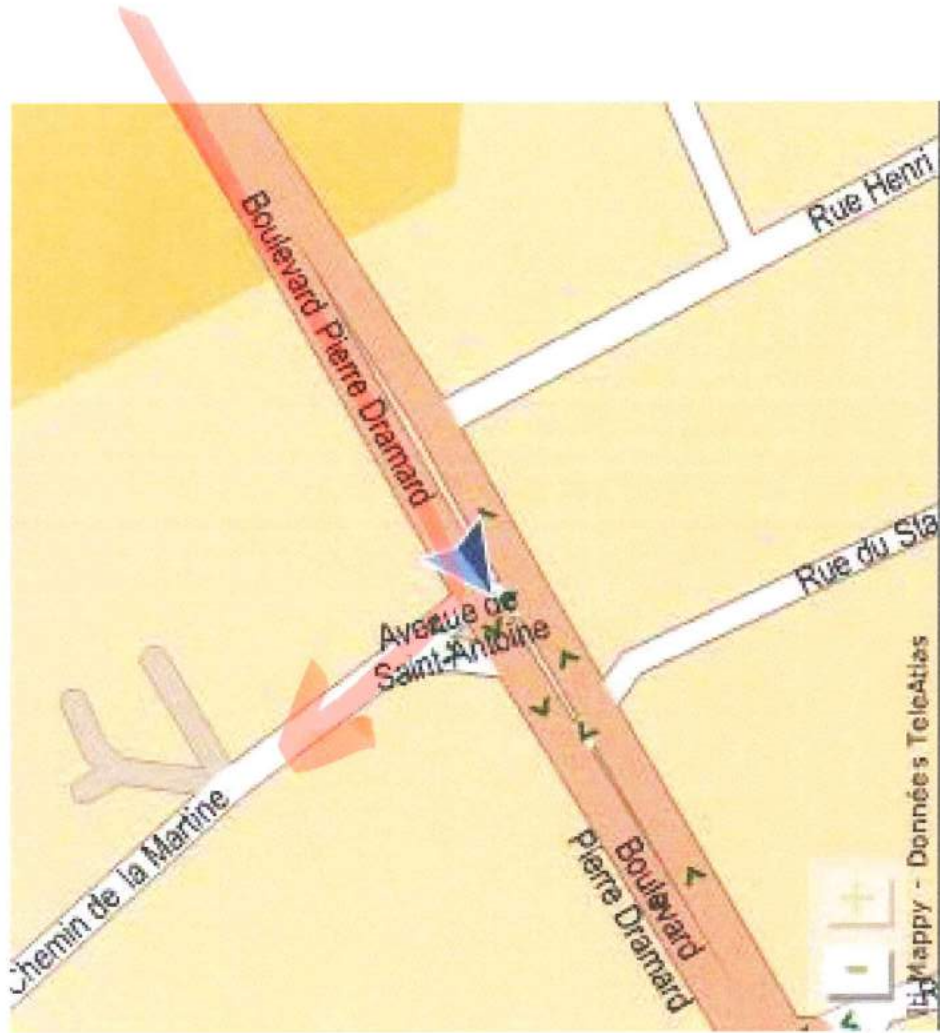 Boulevard Pierre Dramard
Rue Henri
Avenue de
Saint-Antoine
Rue du Sta
Chemin de la Martine
Boulevard
Pierre Dramard
Mappy - Données TeleAtlas
-
+